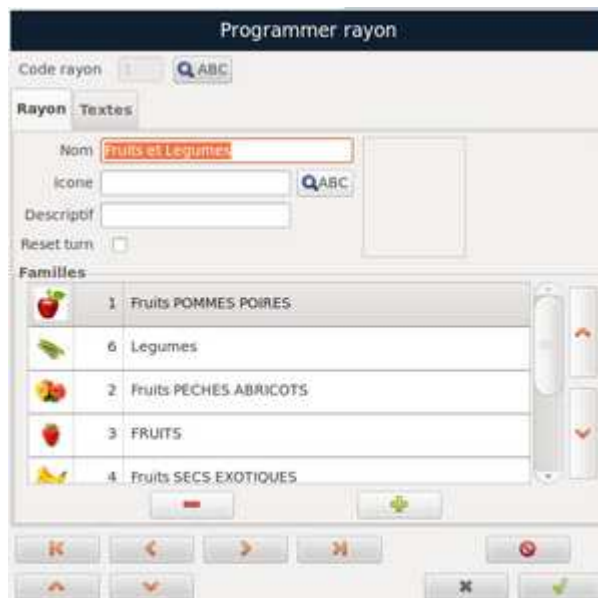 Programmer rayon
Code rayon 1 ABC
Rayon Textes
Nom Fruits et Legumes
Icone ABC
Descriptif
Reset turn
Familles
1 Fruits POMMES POIRES
6 Legumes
2 Fruits PECHES ABRICOTS
3 FRUITS
4 Fruits SECS EXOTIQUES